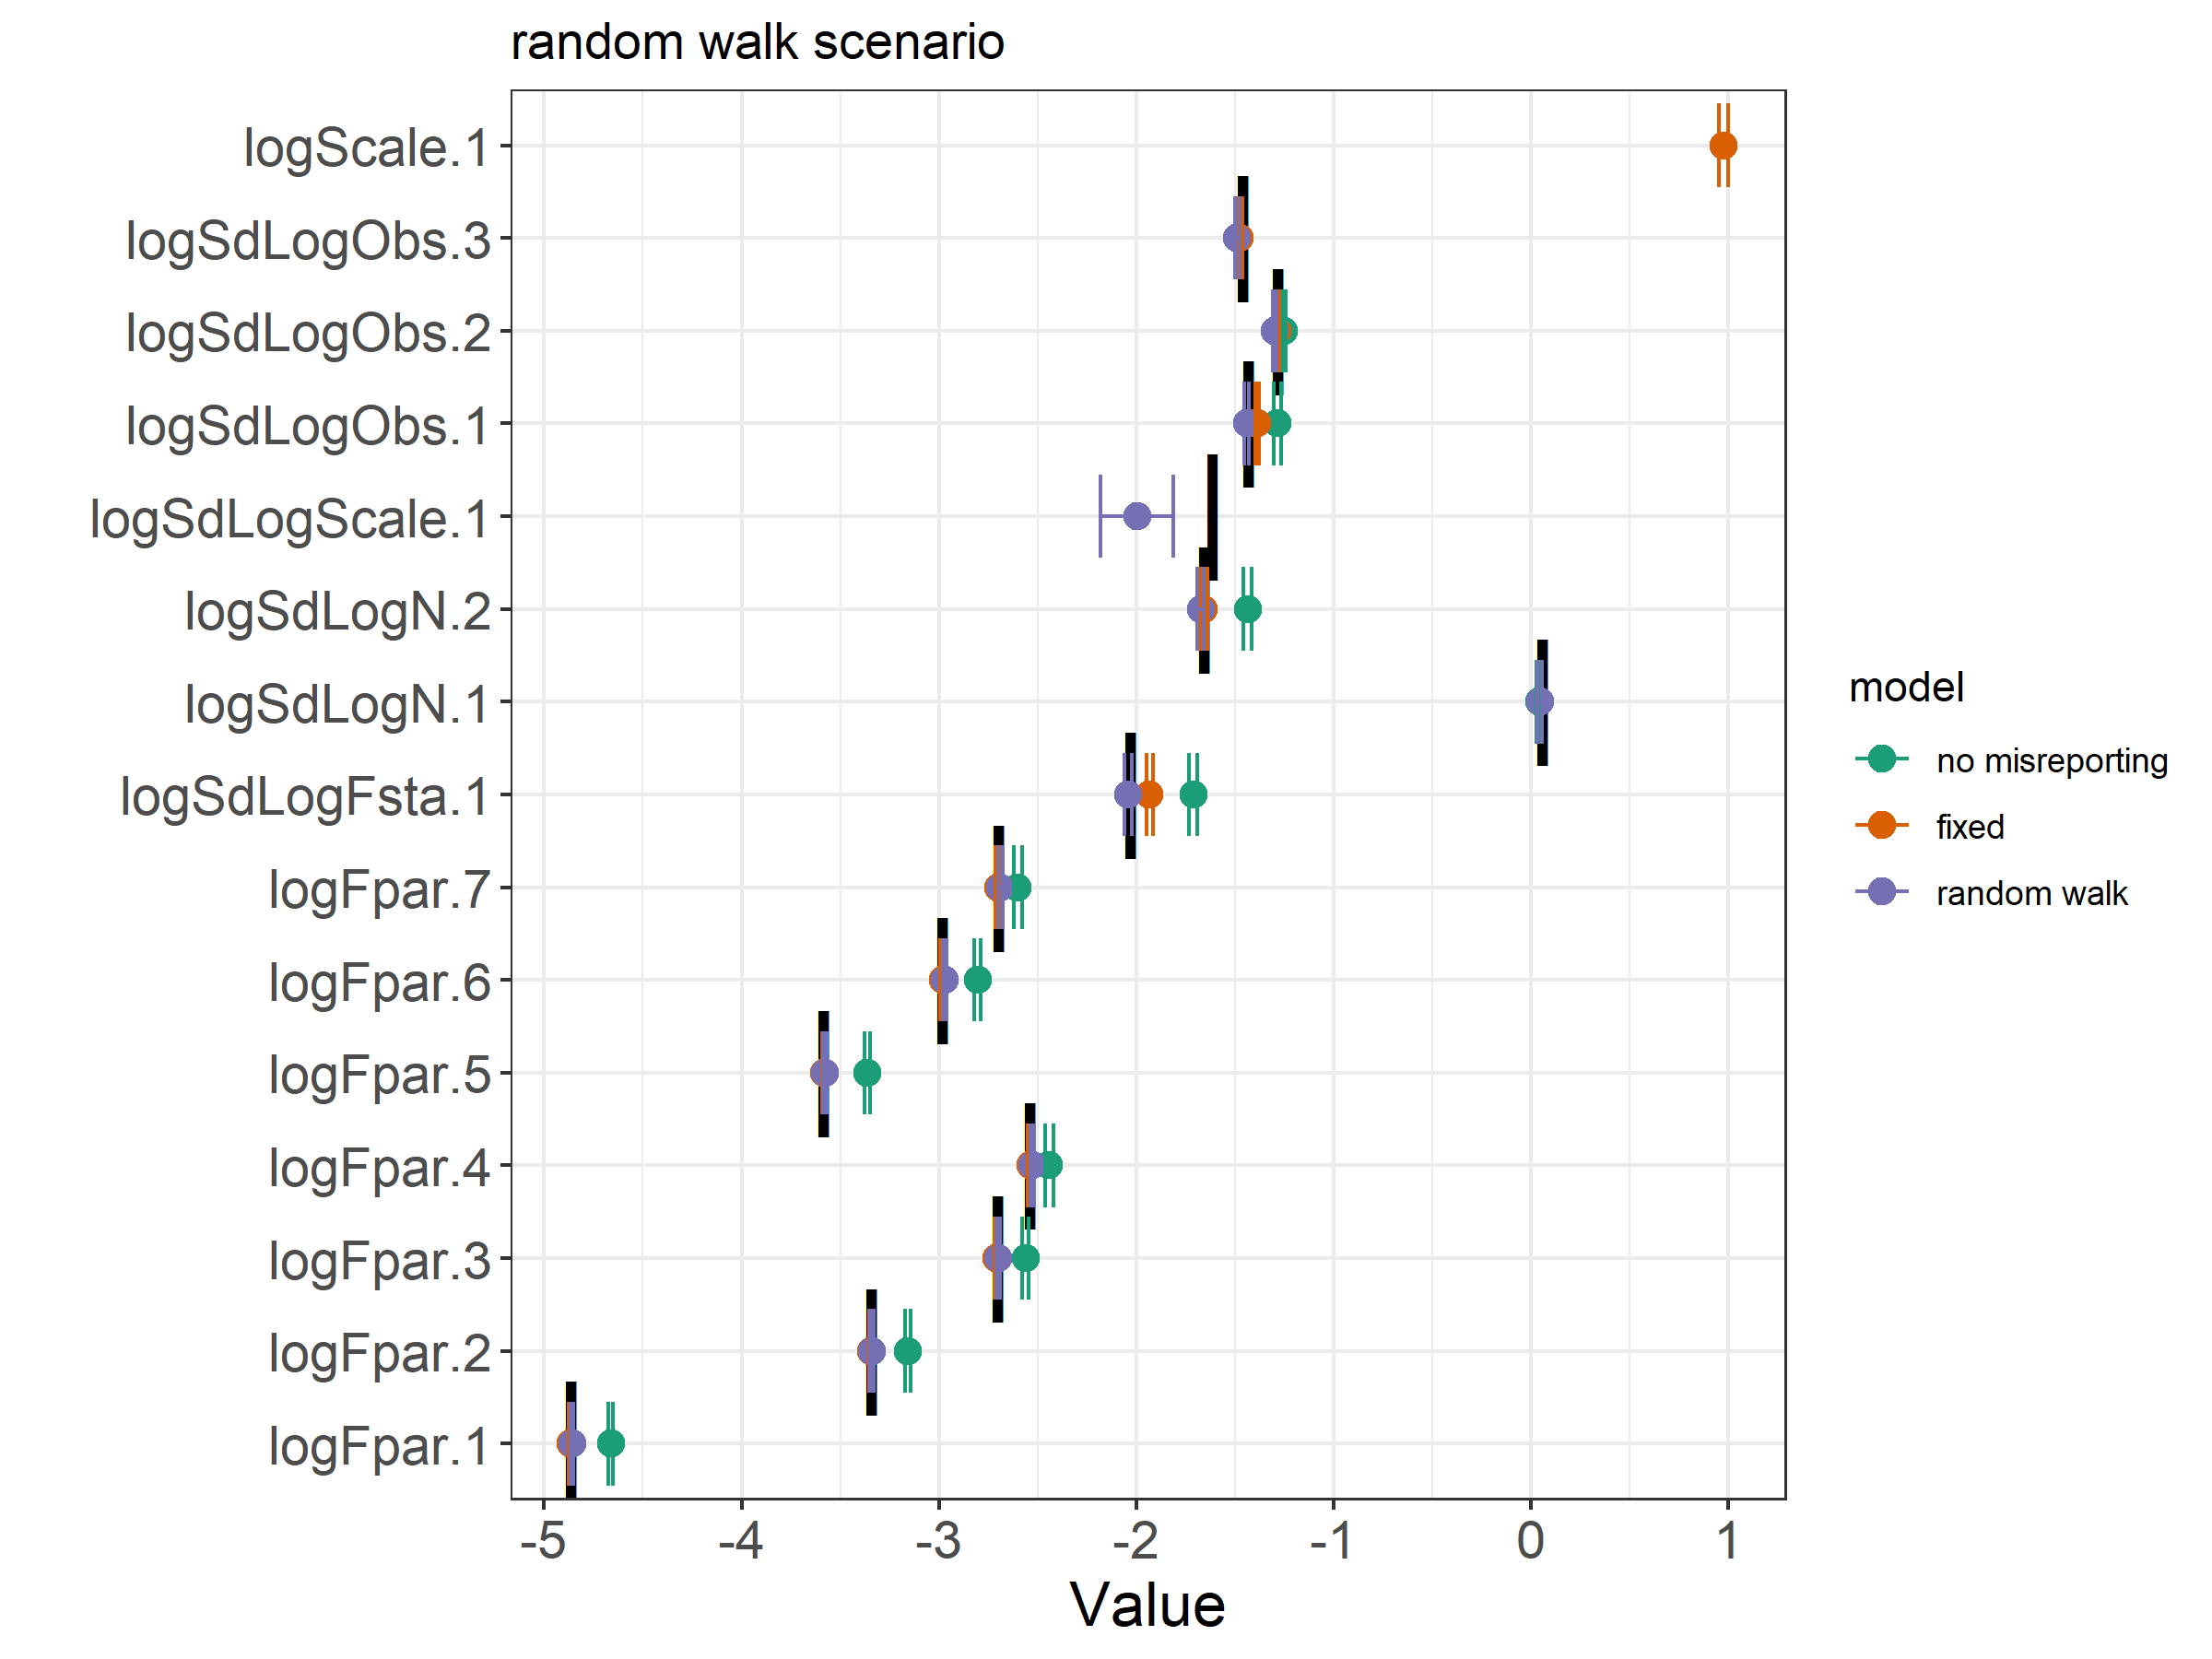 random walk scenario
logScale.1
logSdLogObs.3
logSdLogObs.2
logSdLogObs.1
logSdLogScale.1
logSdLogN.2
logSdLogN.1
logSdLogFsta.1
logFpar.7
logFpar.6
logFpar.5
logFpar.4
logFpar.3
logFpar.2
logFpar.1
-5 -4 -3 -2 -1 0 1
Value
model
no misreporting
fixed
random walk